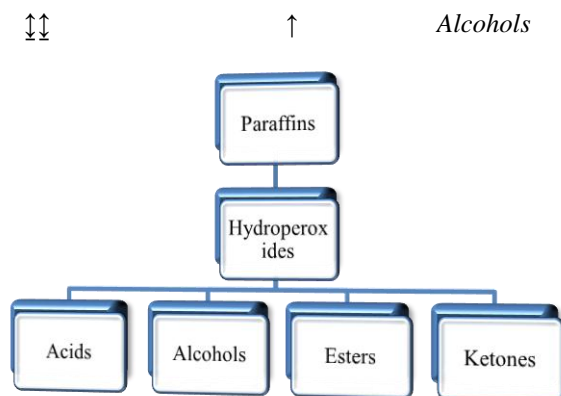 ↕↕ ↑ Alcohols
Paraffins
Hydroperox
ides
Acids Alcohols Esters Ketones